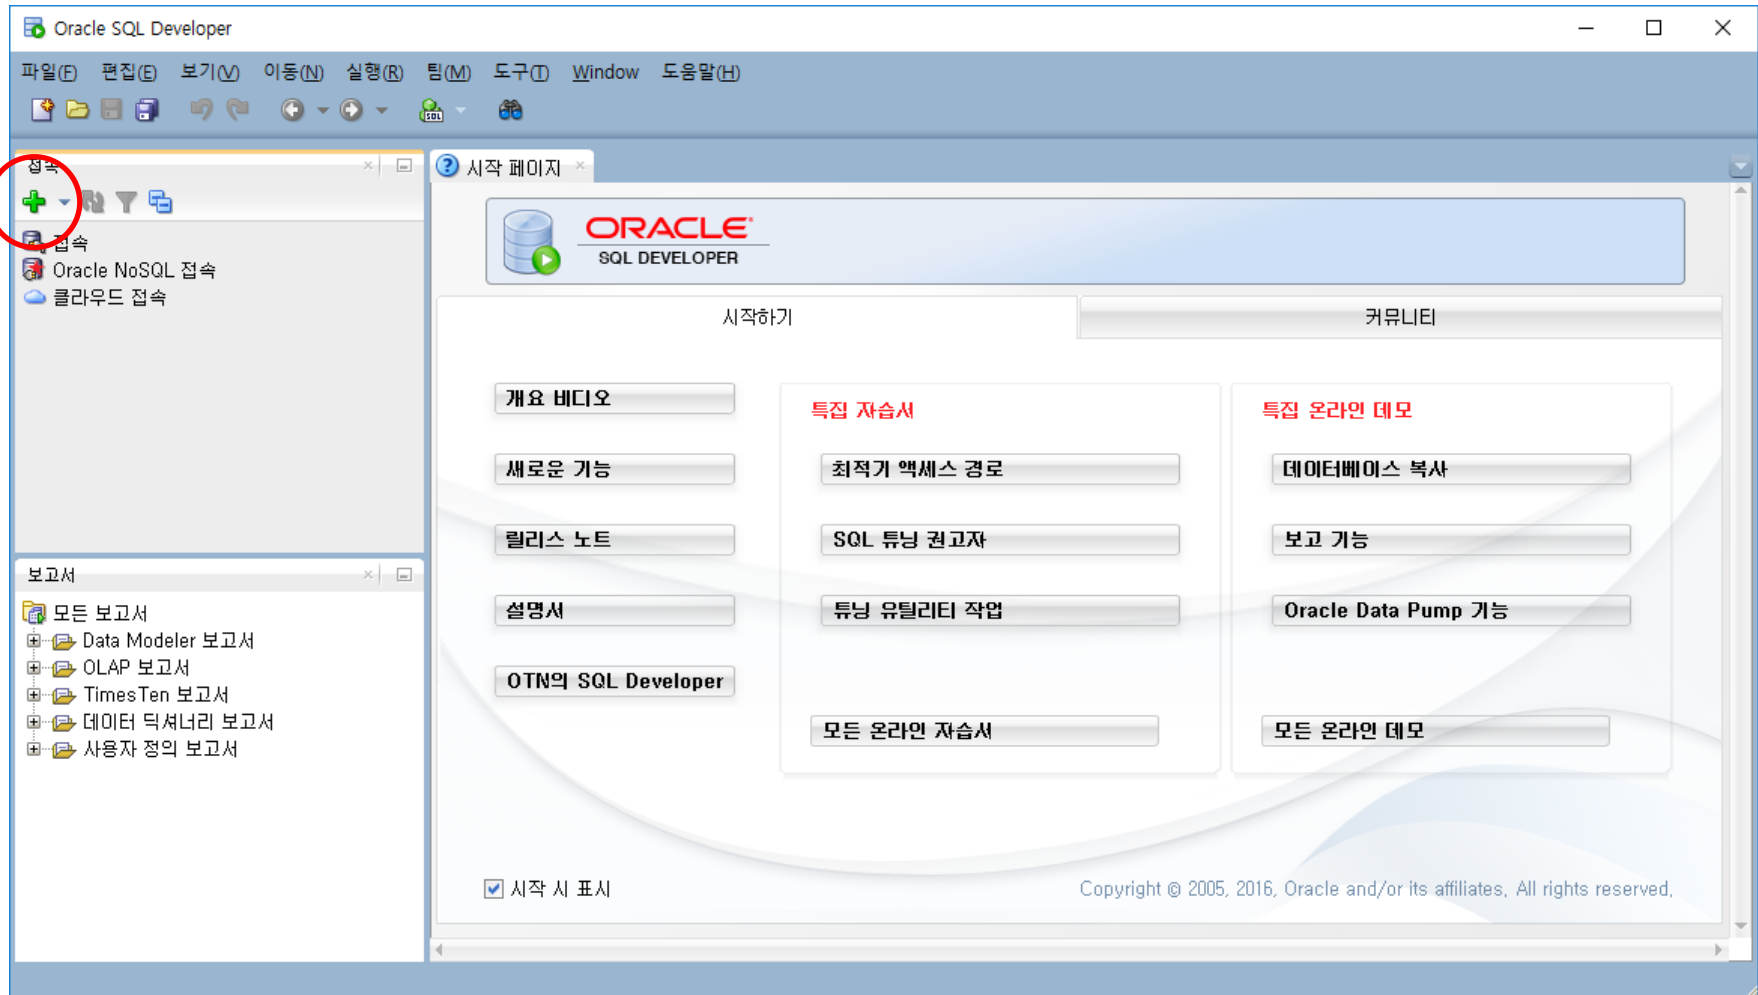 Oracle SQL Developer
파일(F) 편집(E) 보기(V) 이동(N) 실행(R) 팀(M) 도구(T) Window 도움말(H)
SQL
접속
접속
Oracle NoSQL 접속
클라우드 접속
보고서
모든 보고서
Data Modeler 보고서
OLAP 보고서
TimesTen 보고서
데이터 딕셔너리 보고서
사용자 정의 보고서
시작 페이지
ORACLE
SQL DEVELOPER
시작하기
커뮤니티
개요 비디오
새로운 기능
릴리스 노트
설명서
OTN의 SQL Developer
특집 자습서
최적기 액세스 경로
SQL 튜닝 권고자
튜닝 유틸리티 작업
모든 온라인 자습서
특집 온라인 데모
데이터베이스 복사
보고 기능
Oracle Data Pump 기능
모든 온라인 데모
시작 시 표시
Copyright © 2005, 2016, Oracle and/or its affiliates. All rights reserved.